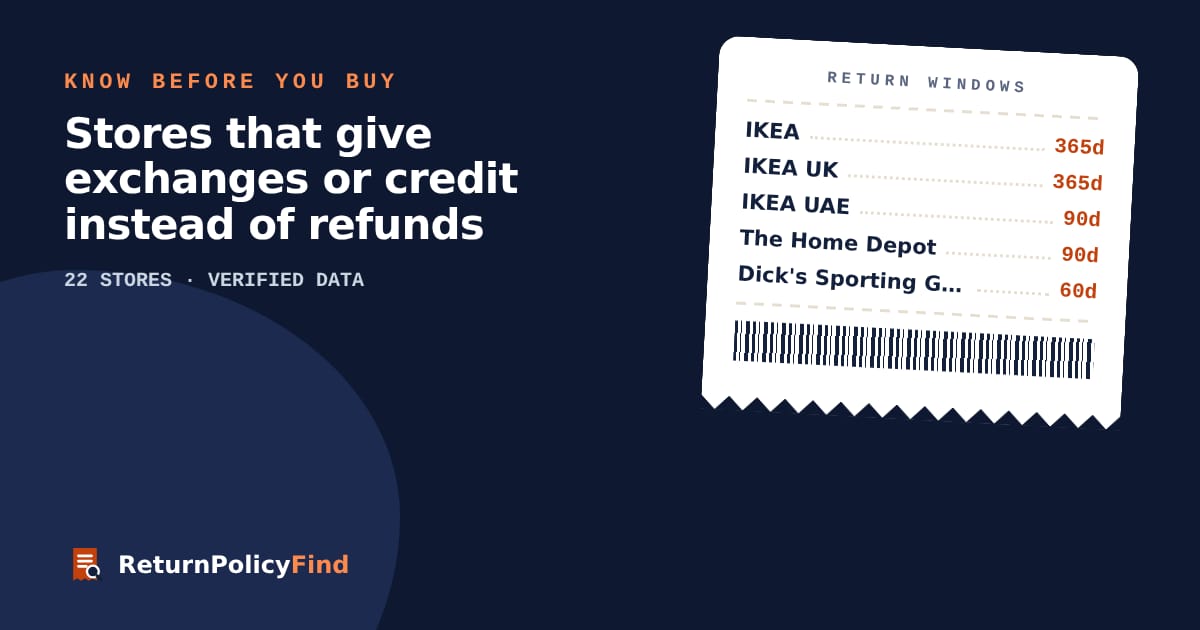 KNOW BEFORE YOU BUY
Stores that give
exchanges or credit
instead of refunds
22 STORES · VERIFIED DATA
RETURN WINDOWS
IKEA 365d
IKEA UK 365d
IKEA UAE 90d
The Home Depot 90d
Dick's Sporting G… 60d
ReturnPolicyFind